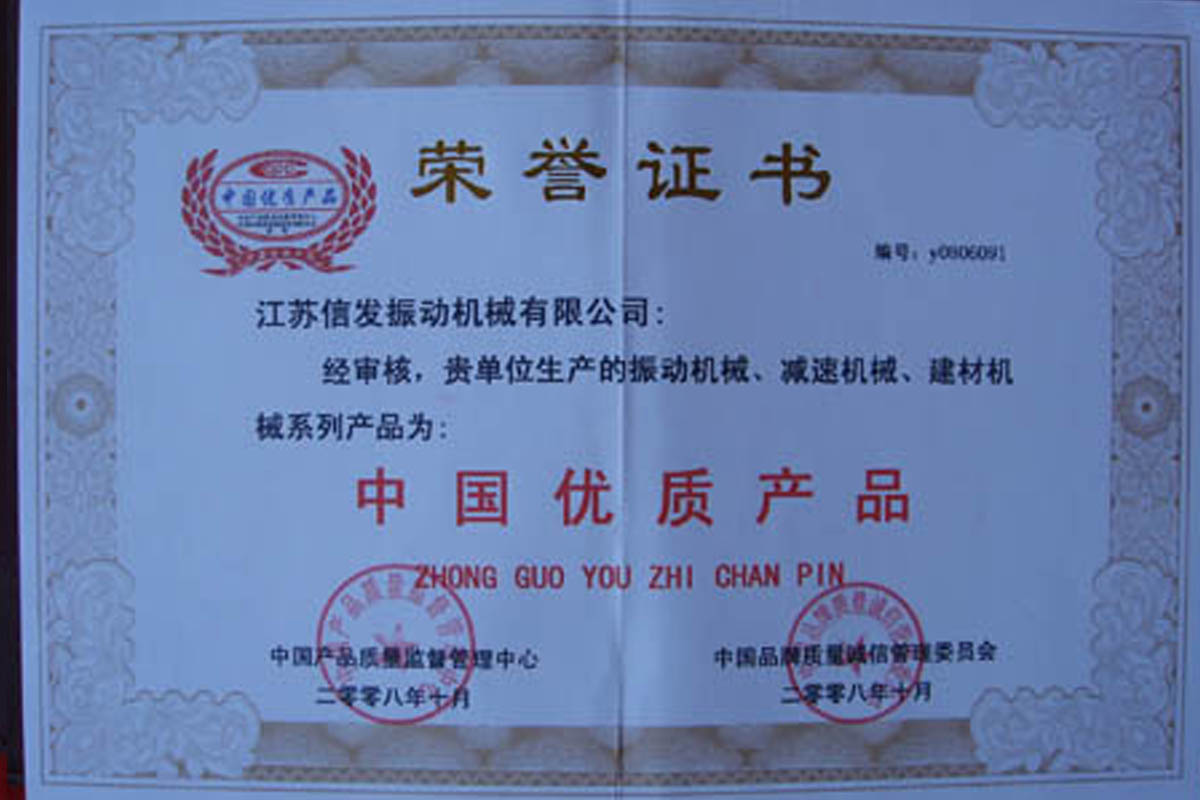 荣誉证书
中国优质产品
编号：y0806091
江苏信发振动机械有限公司：
经审核，贵单位生产的振动机械、减速机械、建材机
械系列产品为：
中国优质产品
ZHONG GUO YOU ZHI CHAN PIN
中国产品质量监督管理中心
二零零八年十月
中国品牌质量诚信管理委员会
二零零八年十月